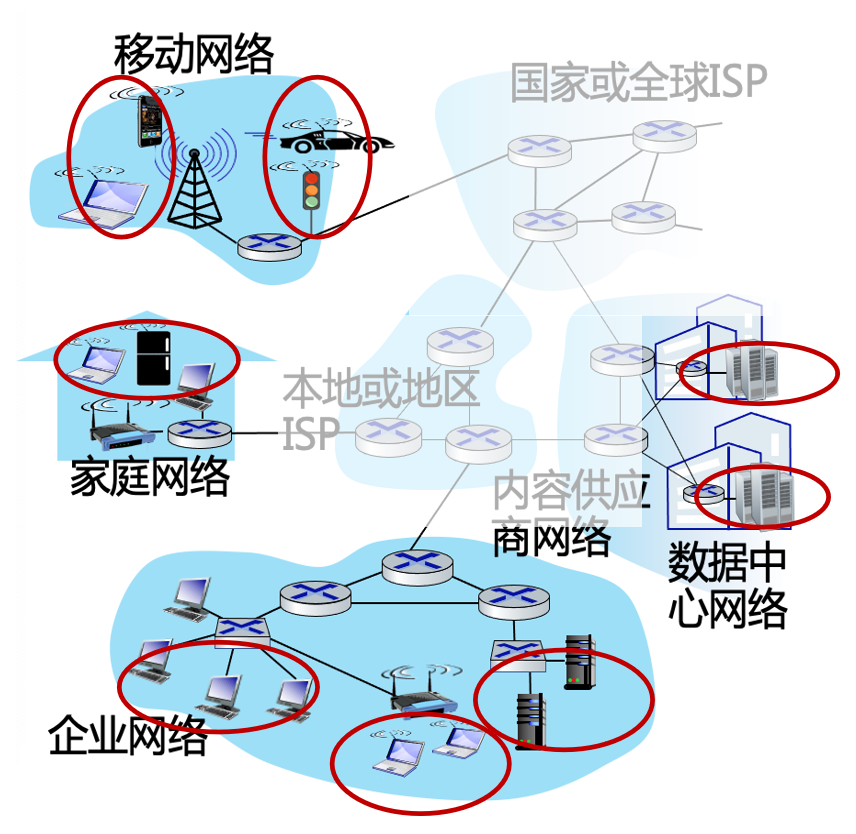 移动网络
国家或全球ISP
本地或地区
ISP
家庭网络
内容供应
商网络
数据中
心网络
企业网络